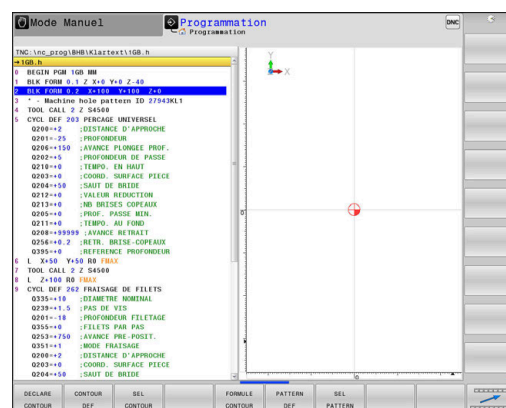 Mode Manuel
Programmation
Programmation
DNC
TNC:\nc_prog\BHB\Klartext\1GB.h
→1GB.h
0 BEGIN PGM 1GB MM
1 BLK FORM 0.1 Z X+0 Y+0 Z-40
2 BLK FORM 0.2 X+100 Y+100 Z+0
3 * - Machine hole pattern ID 27943KL1
4 TOOL CALL 2 Z S4500
5 CYCL DEF 203 PERCAGE UNIVERSEL
Q200=+2 ;DISTANCE D'APPROCHE
Q201=-25 ;PROFONDEUR
Q206=+150 ;AVANCE PLONGEE PROF.
Q202=+5 ;PROFONDEUR DE PASSE
Q210=+0 ;TEMPO. EN HAUT
Q203=+0 ;COORD. SURFACE PIECE
Q204=+50 ;SAUT DE BRIDE
Q212=+0 ;VALEUR REDUCTION
Q213=+0 ;NB BRISES COPEAUX
Q205=+0 ;PROF. PASSE MIN.
Q211=+0 ;TEMPO. AU FOND
Q208=+99999 ;AVANCE RETRAIT
Q256=+0.2 ;RETR. BRISE-COPEAUX
Q395=+0 ;REFERENCE PROFONDEUR
6 L X+50 Y+50 R0 FMAX
7 TOOL CALL 2 Z S4500
8 L Z+100 R0 FMAX
9 CYCL DEF 262 FRAISAGE DE FILETS
Q335=+10 ;DIAMETRE NOMINAL
Q239=+1.5 ;PAS DE VIS
Q201=-18 ;PROFONDEUR FILETAGE
Q355=+0 ;FILETS PAR PAS
Q253=+750 ;AVANCE PRE-POSIT.
Q351=+1 ;MODE FRAISAGE
Q200=+2 ;DISTANCE D'APPROCHE
Q203=+0 ;COORD. SURFACE PIECE
Q204=+50 ;SAUT DE BRIDE
Y
X
0
0
DECLARE CONTOUR
CONTOUR DEF
SEL CONTOUR
FORMULE CONTOUR
PATTERN DEF
SEL PATTERN